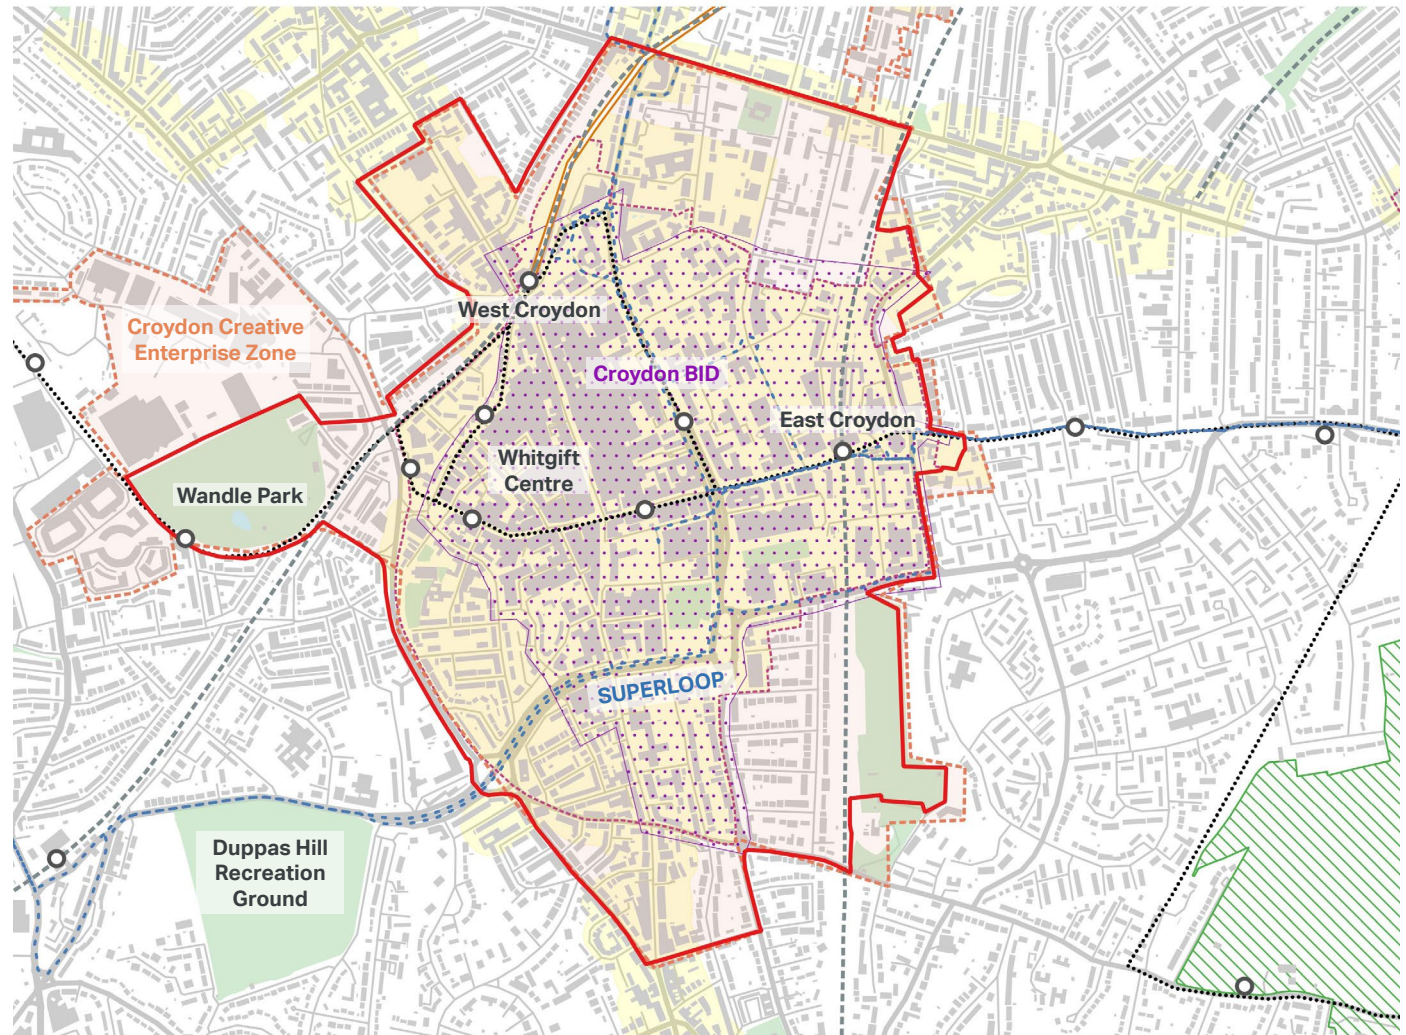 West Croydon
Croydon Creative
Enterprise Zone
Croydon BID
East Croydon
Whitgift
Centre
Wandle Park
SUPERLOOP
Duppas Hill
Recreation
Ground